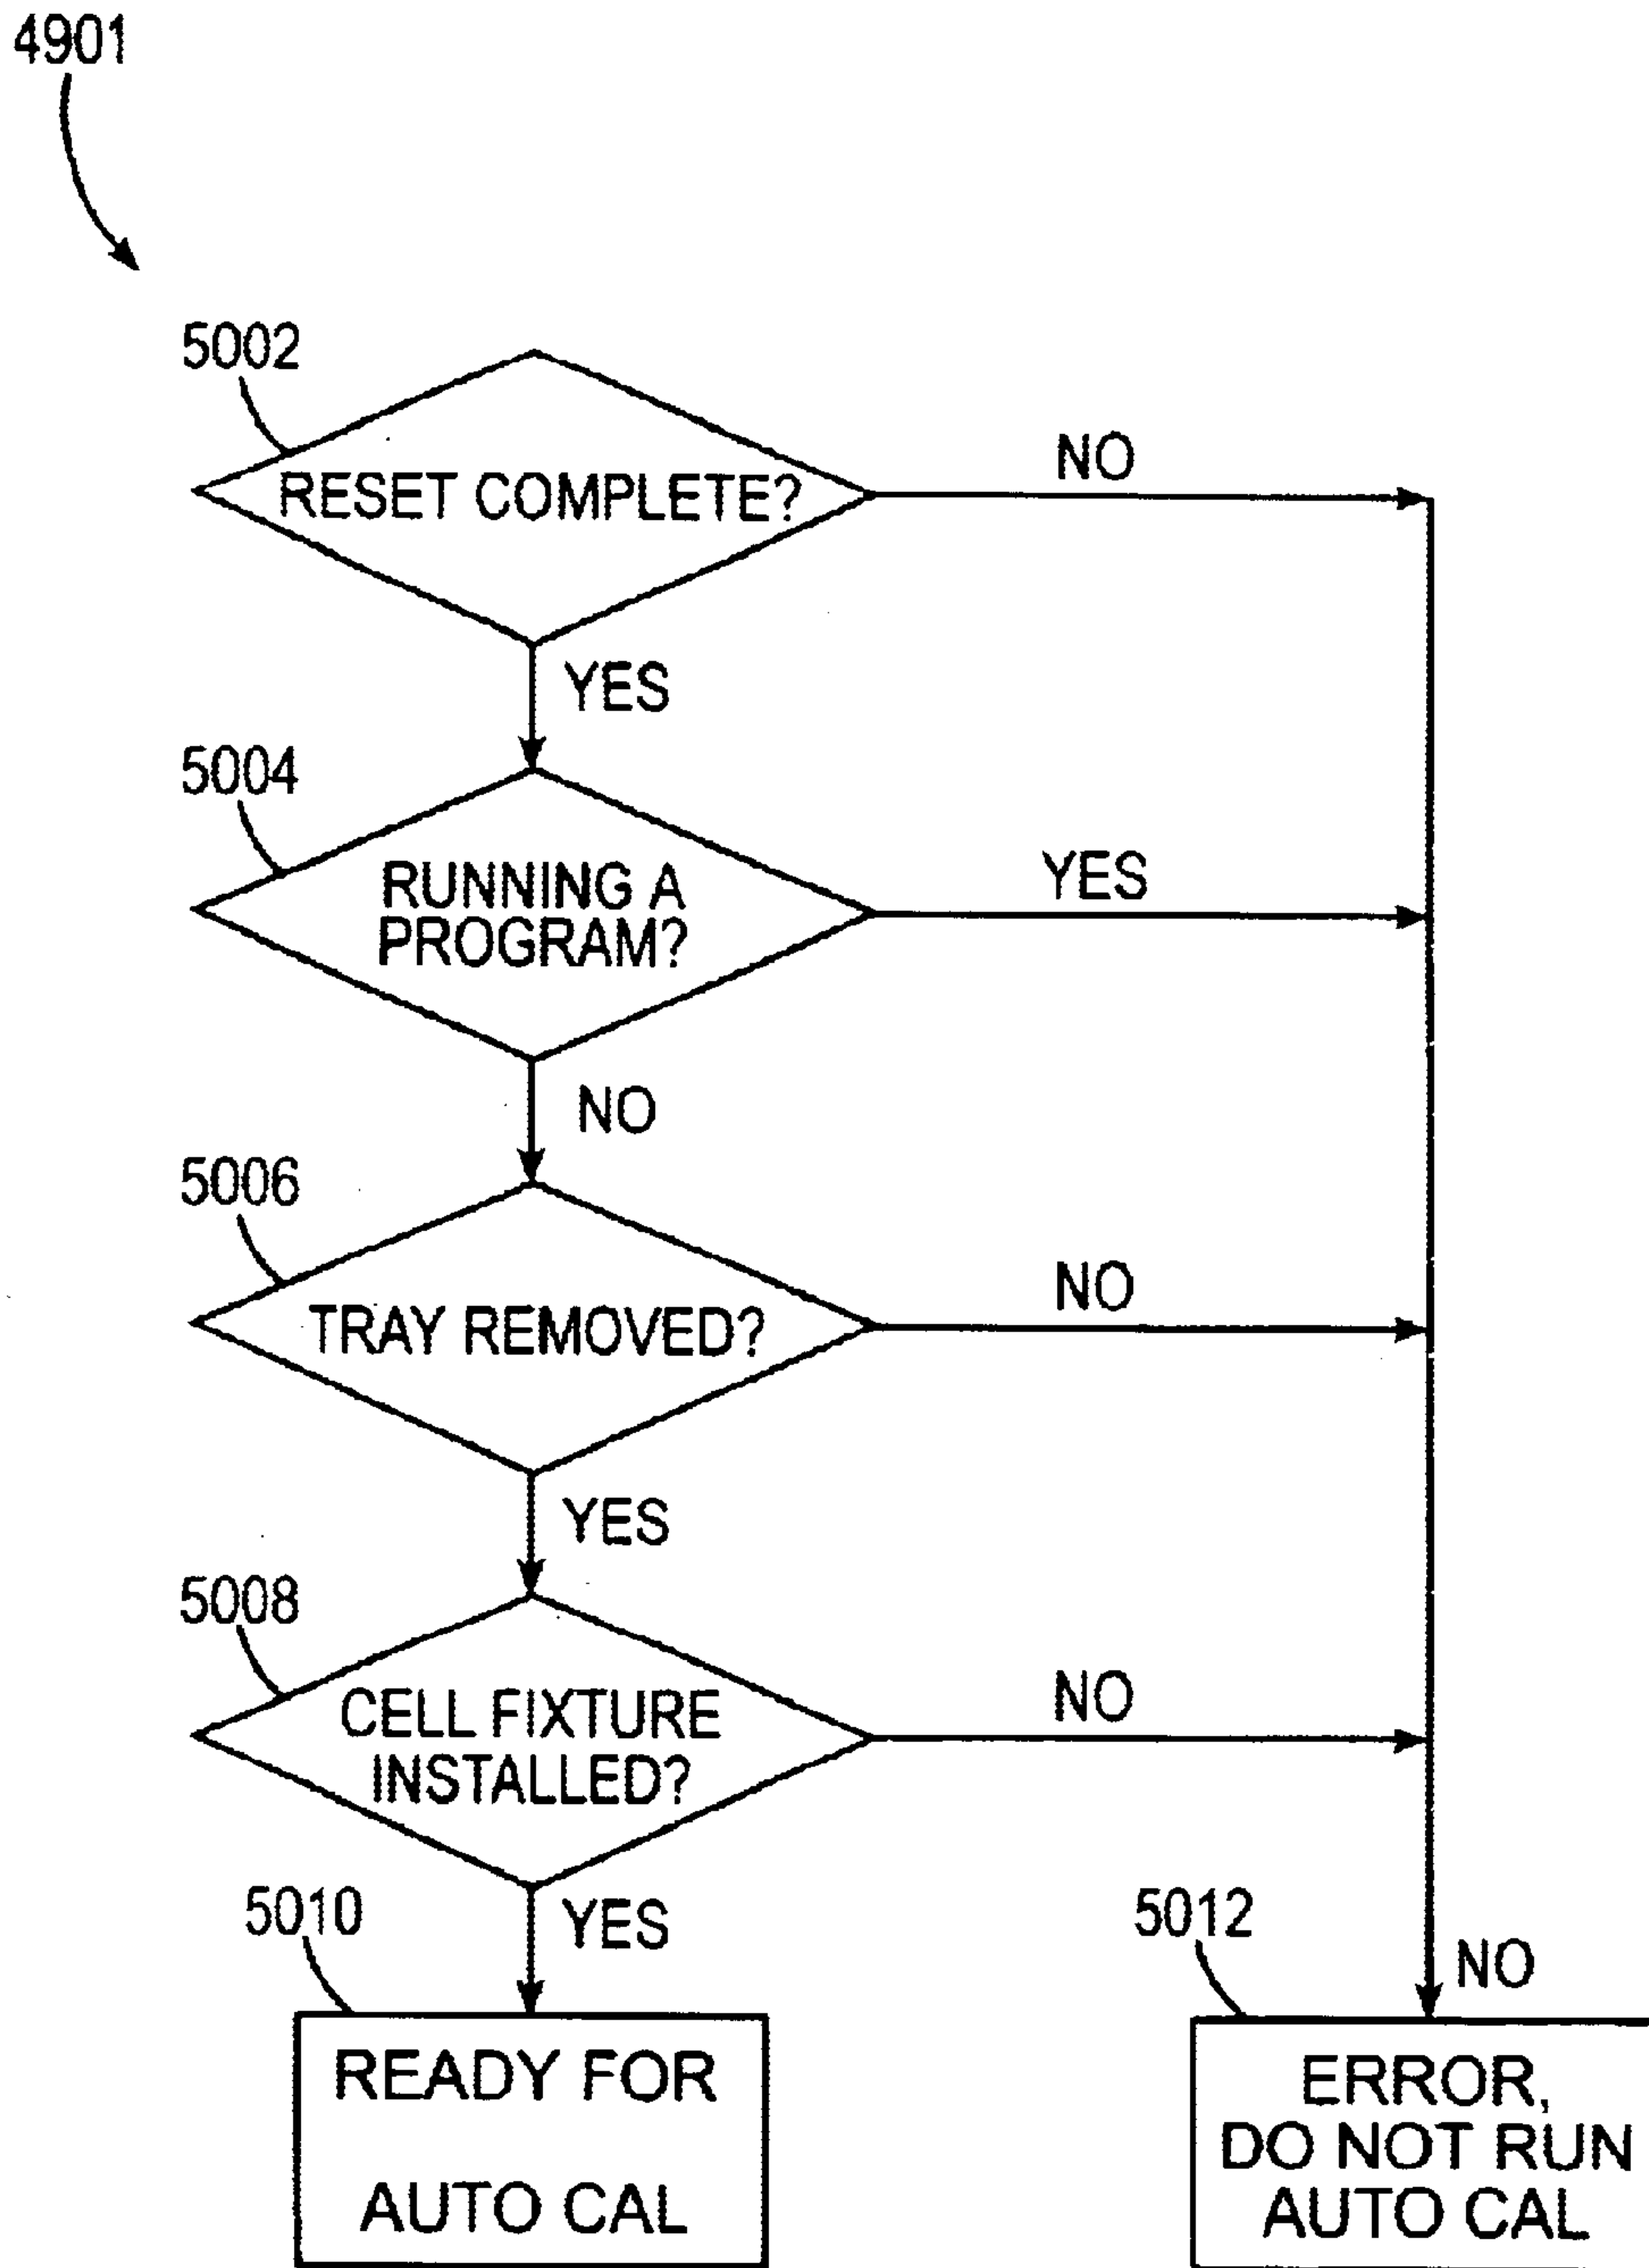 4901
5002
RESET COMPLETE?
NO
YES
5004
RUNNING A
PROGRAM?
YES
NO
5006
TRAY REMOVED?
NO
YES
5008
CELL FIXTURE
INSTALLED?
NO
YES
5010
READY FOR
AUTO CAL
5012
NO
ERROR,
DO NOT RUN
AUTO CAL